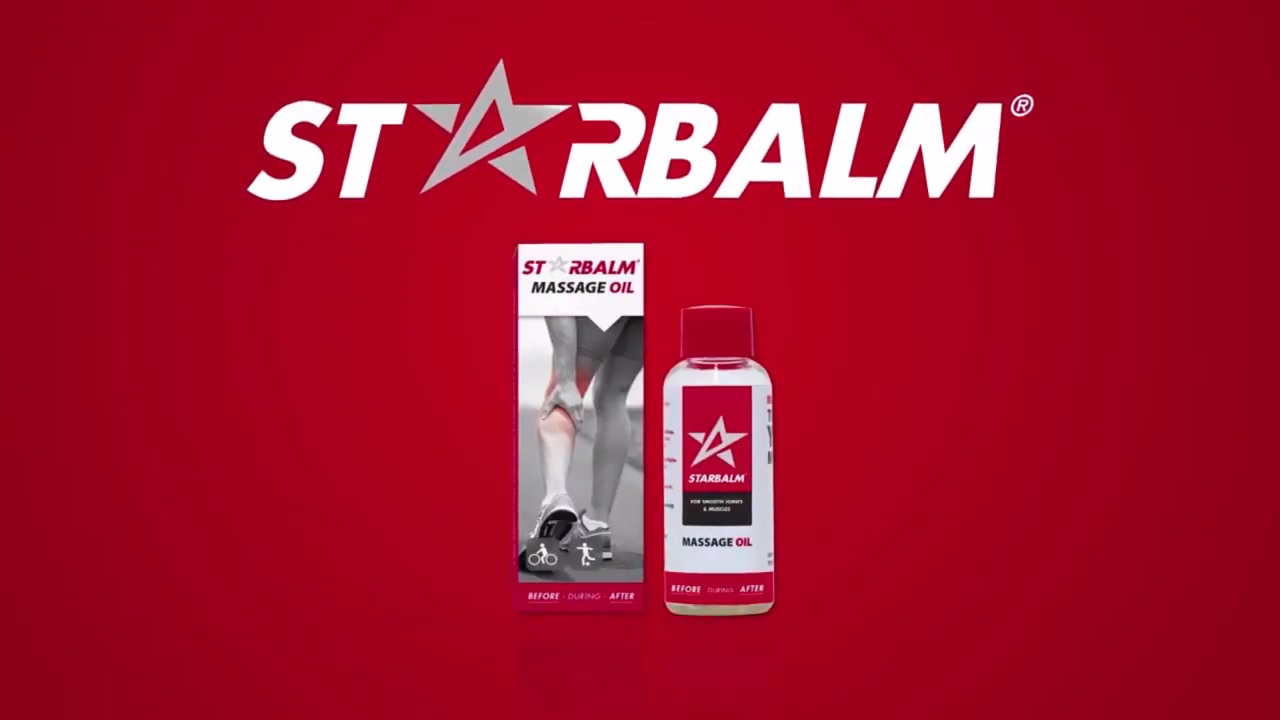 STARBALM®
STARBALM
MASSAGE OIL
BEFORE - DURING - AFTER
STARBALM
FOR SMOOTH JOINTS
& MUSCLES
MASSAGE OIL
BEFORE DURING AFTER